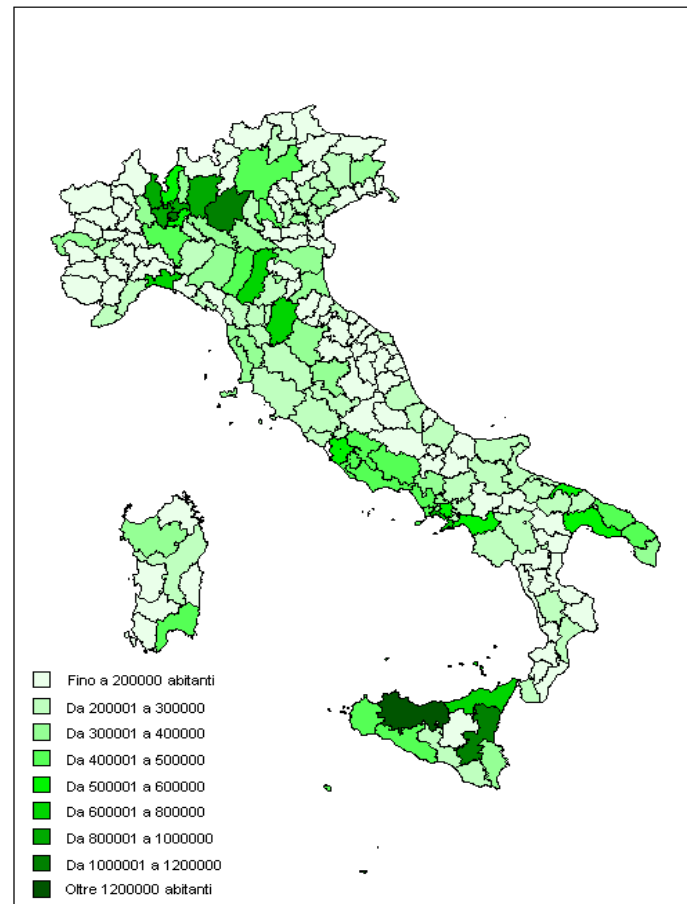 Fino a 200000 abitanti
Da 200001 a 300000
Da 300001 a 400000
Da 400001 a 500000
Da 500001 a 600000
Da 600001 a 800000
Da 800001 a 1000000
Da 1000001 a 1200000
Oltre 1200000 abitanti